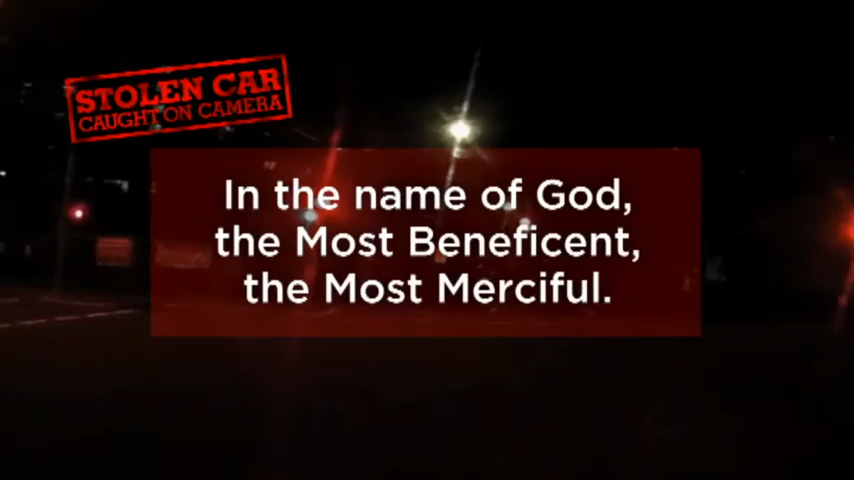 STOLEN CAR
CAUGHT ON CAMERA
In the name of God,
the Most Beneficent,
the Most Merciful.